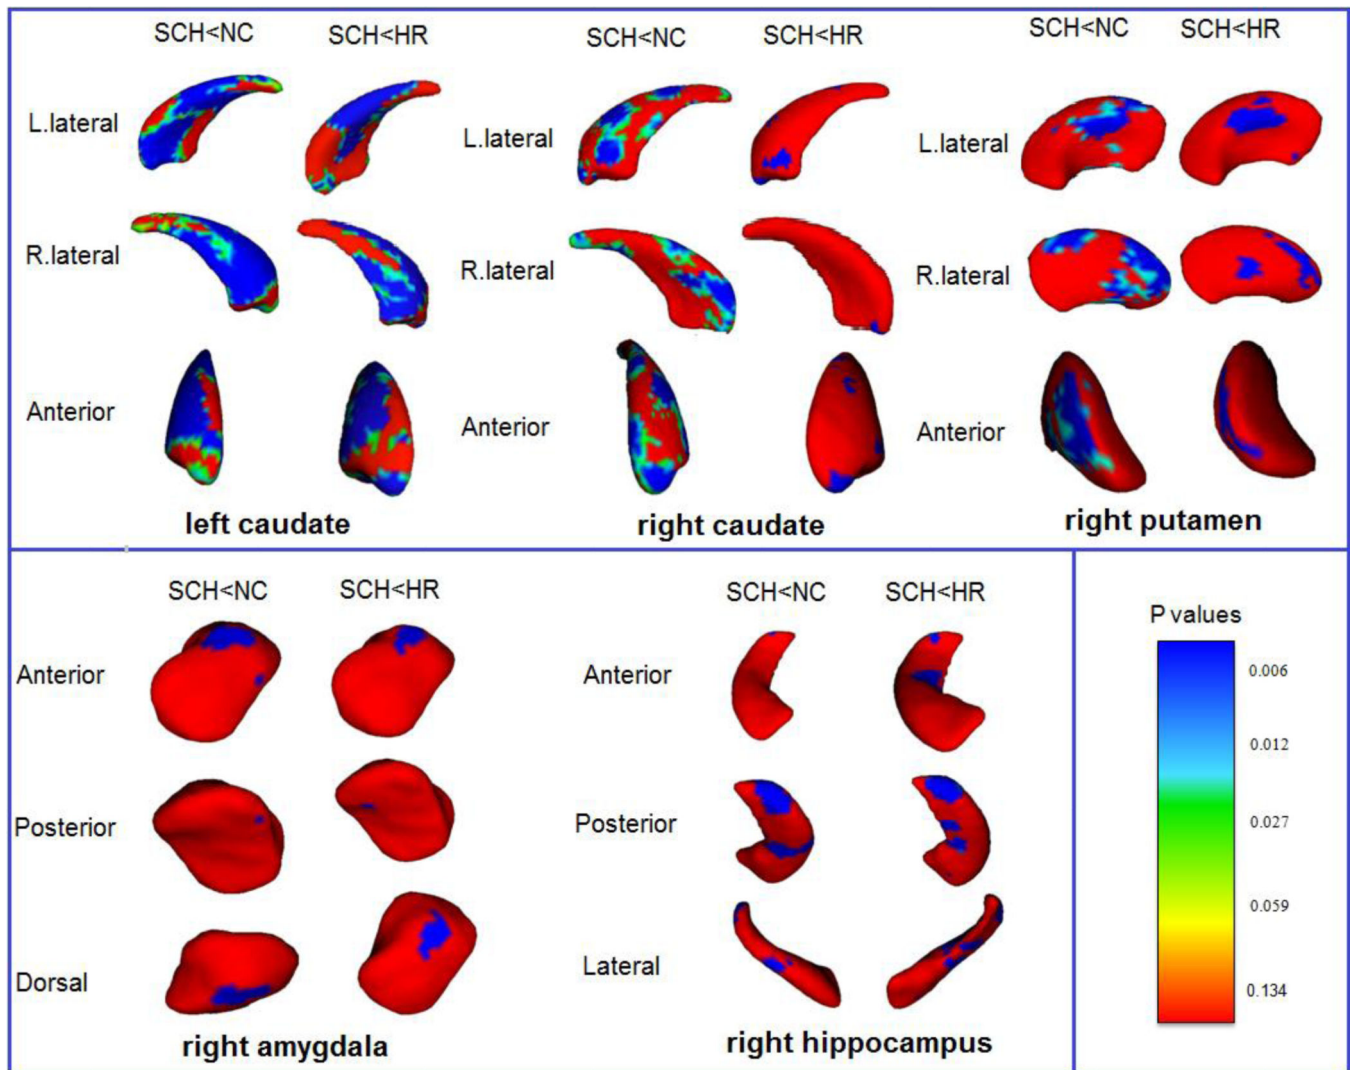 SCH<NC SCH<HR SCH<NC SCH<HR SCH<NC SCH<HR
L.lateral L.lateral L.lateral
R.lateral R.lateral R.lateral
Anterior Anterior Anterior
left caudate right caudate right putamen
SCH<NC SCH<HR SCH<NC SCH<HR
P values
0.006
Anterior Anterior
0.012
Posterior Posterior
0.027
0.059
Dorsal Lateral
0.134
right amygdala right hippocampus